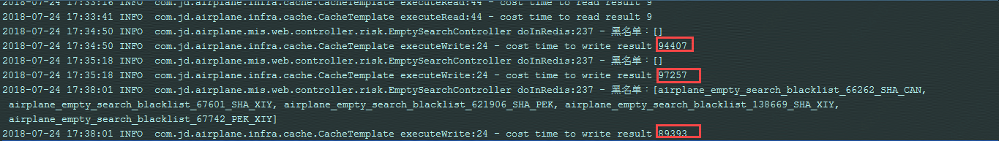 2018-07-24 17:33:16 INFO  com.jd.airplane.infra.cache.CacheTemplate executeRead:44 - cost time to read result 9
2018-07-24 17:33:41 INFO  com.jd.airplane.infra.cache.CacheTemplate executeRead:44 - cost time to read result 9
2018-07-24 17:34:50 INFO  com.jd.airplane.mis.web.controller.risk.EmptySearchController doInRedis:237 - 黑名单：[]
2018-07-24 17:34:50 INFO  com.jd.airplane.infra.cache.CacheTemplate executeWrite:24 - cost time to write result 94407
2018-07-24 17:35:18 INFO  com.jd.airplane.mis.web.controller.risk.EmptySearchController doInRedis:237 - 黑名单：[]
2018-07-24 17:35:18 INFO  com.jd.airplane.infra.cache.CacheTemplate executeWrite:24 - cost time to write result 97257
2018-07-24 17:38:01 INFO  com.jd.airplane.mis.web.controller.risk.EmptySearchController doInRedis:237 - 黑名单：[airplane_empty_search_blacklist_66262_SHA_CAN,
airplane_empty_search_blacklist_67601_SHA_XIY, airplane_empty_search_blacklist_621906_SHA_PEK, airplane_empty_search_blacklist_138669_SHA_XIY,
airplane_empty_search_blacklist_67742_PEK_XIY]
2018-07-24 17:38:01 INFO  com.jd.airplane.infra.cache.CacheTemplate executeWrite:24 - cost time to write result 89393